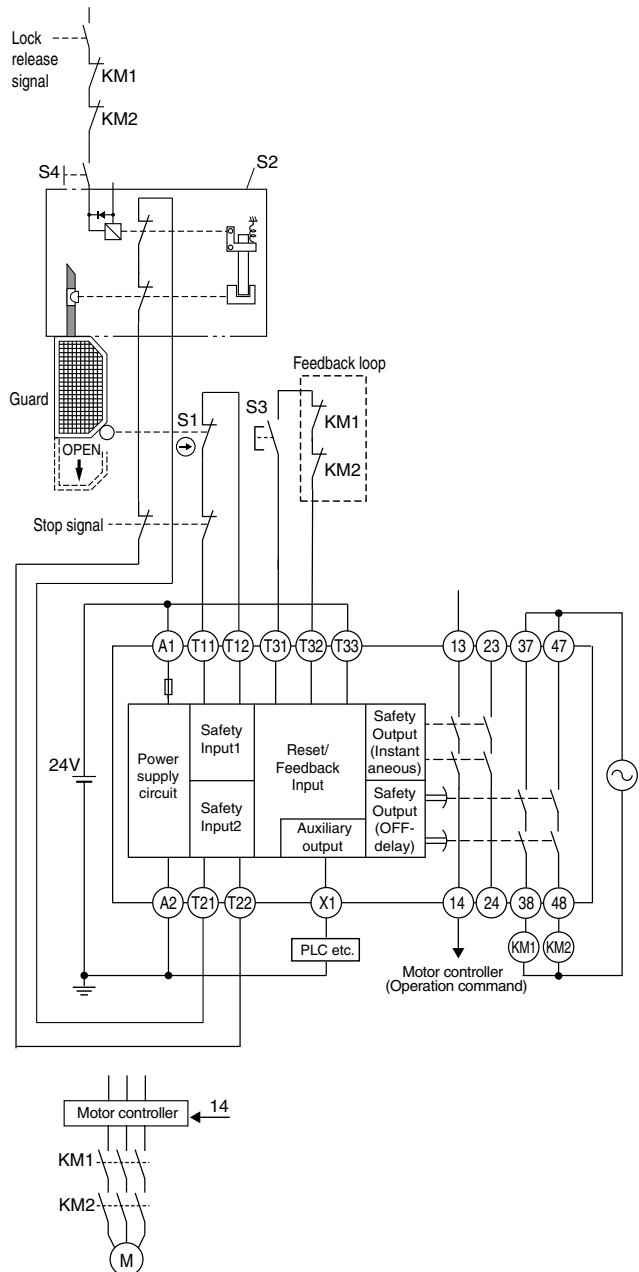 Lock
release
signal
KM1
KM2
S4
S2
Guard
OPEN
S1
S3
Feedback loop
KM1
KM2
Stop signal
A1
T11
T12
T31
T32
T33
13
23
37
47
24V
Power
supply
circuit
Safety
Input1
Safety
Input2
Reset/
Feedback
Input
Auxiliary
output
Safety
Output
(Instant
aneous)
Safety
Output
(OFF-
delay)
A2
T21
T22
X1
14
24
38
48
PLC etc.
KM1
KM2
Motor controller
(Operation command)
Motor controller
14
KM1
KM2
M